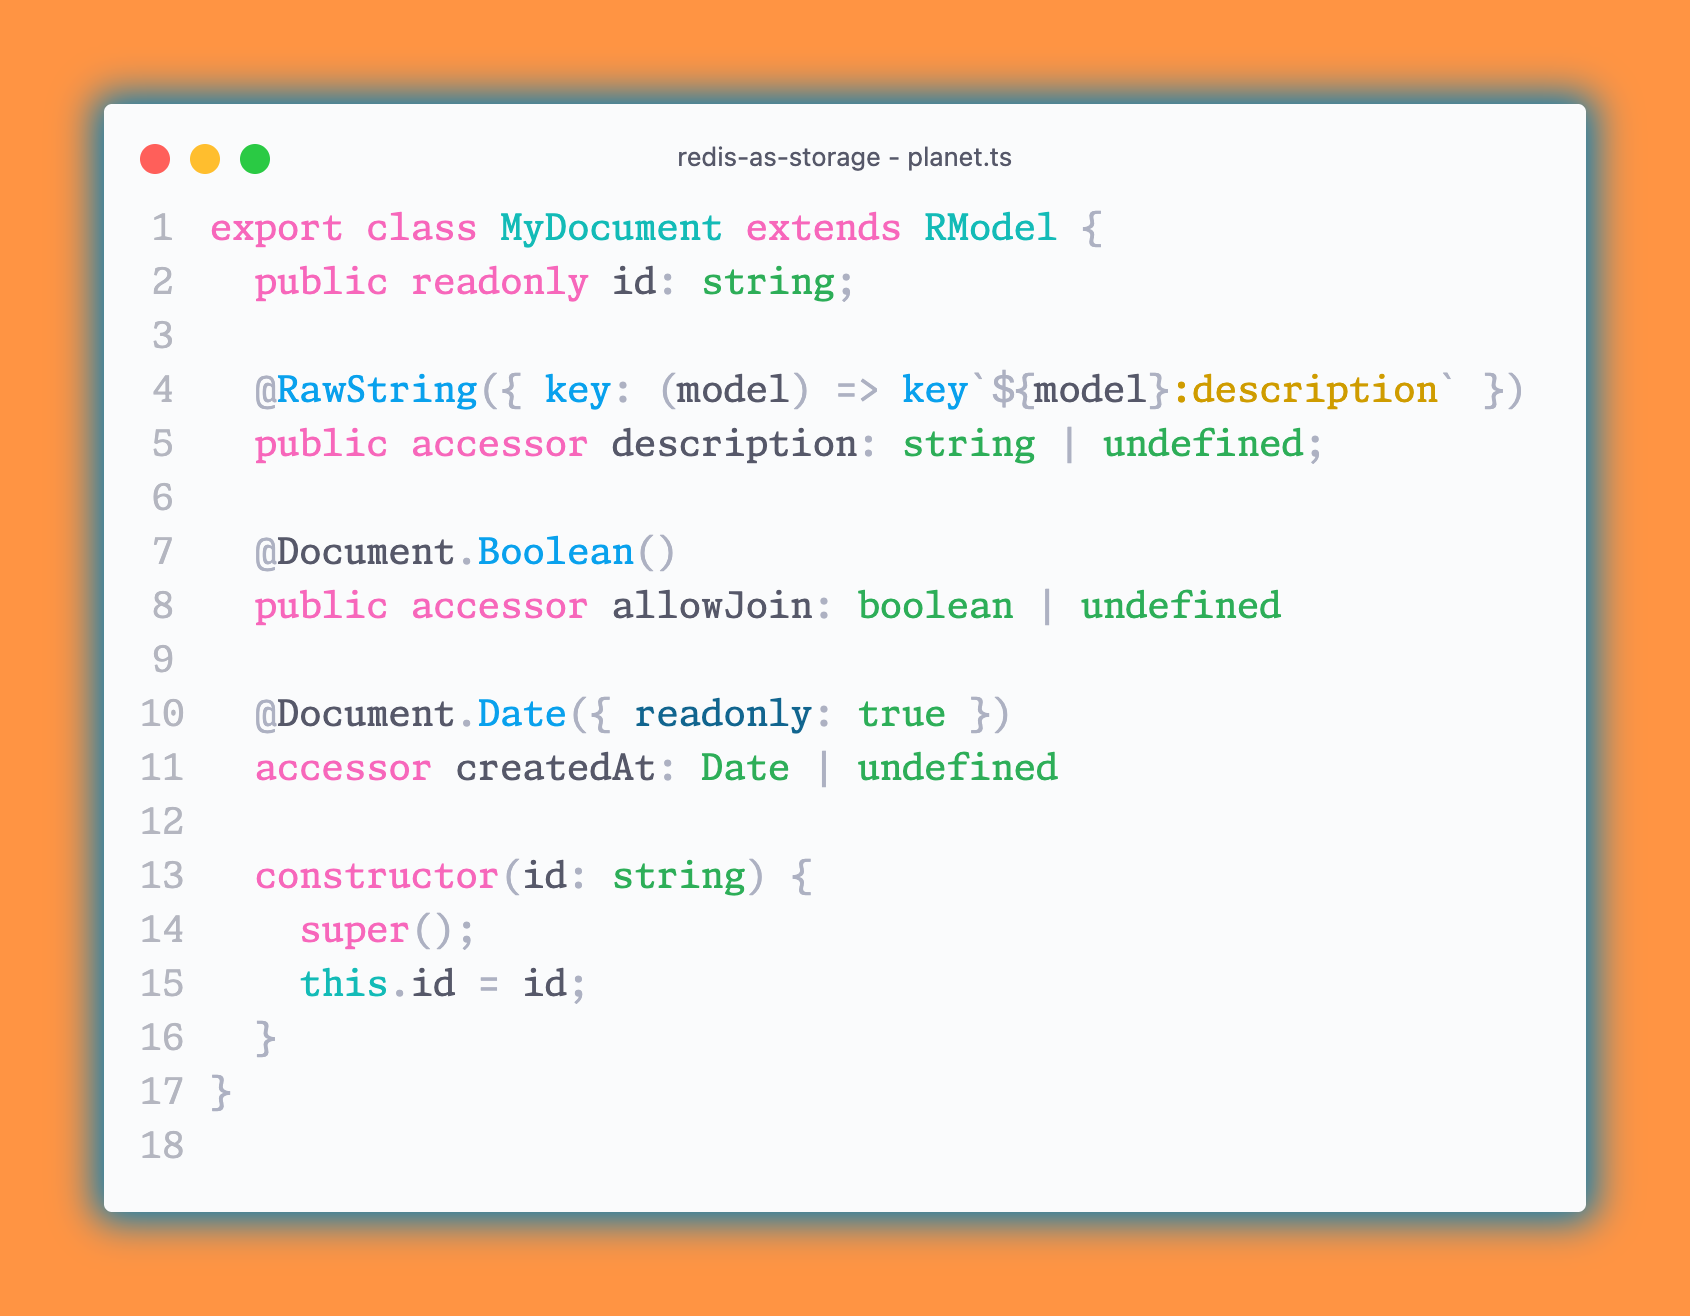 redis-as-storage - planet.ts
1 export class MyDocument extends RModel {
2   public readonly id: string;
3
4   @RawString({ key: (model) => key`${model}:description` })
5   public accessor description: string | undefined;
6
7   @Document.Boolean()
8   public accessor allowJoin: boolean | undefined
9
10   @Document.Date({ readonly: true })
11   accessor createdAt: Date | undefined
12
13   constructor(id: string) {
14     super();
15     this.id = id;
16   }
17 }
18